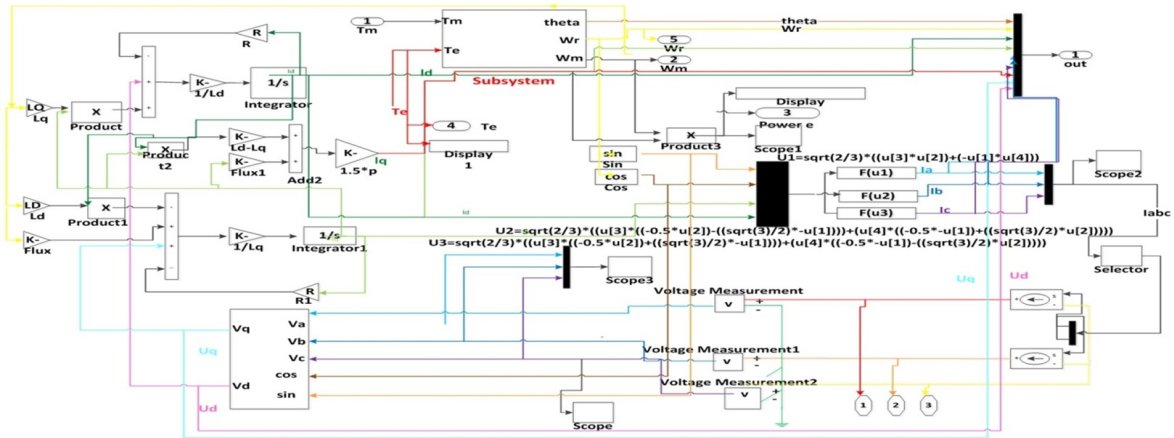 1
Tm
Tm
Te
theta
Wr
Wm
Subsystem
theta
Wr
5
Wr
2
Wm
1
out
R
R
K-
1/Ld
1/s
Integrator
Id
Id
LQ
Lq
X
Product
X
Produc
t2
K-
Ld-Lq
K-
Flux1
Add2
K-
1.5*p
Iq
Te
4
Te
Display
1
Display
3
Power e
X
Product3
Scope1
sin
Sin
cos
Cos
U1=sqrt(2/3)*((u[3]*u[2])+(-u[1]*u[4]))
F(u1)
Ia
F(u2)
Ib
F(u3)
Ic
Scope2
Iabc
LD
Ld
X
Product1
K-
Flux
K-
1/Lq
1/s
Integrator1
Id
R
R1
U2=sqrt(2/3)*((u[3]*((-0.5*u[2])-((sqrt(3)/2)*-u[1])))+(u[4]*((-0.5*-u[1])+((sqrt(3)/2)*u[2]))))
U3=sqrt(2/3)*((u[3]*((-0.5*u[2])+((sqrt(3)/2)*-u[1])))+(u[4]*((-0.5*-u[1])-((sqrt(3)/2)*u[2]))))
Scope3
Uq
Ud
Selector
Voltage Measurement
v
+
-
Voltage Measurement1
v
+
-
Voltage Measurement2
v
+
-
Vq
Vd
Va
Vb
Vc
cos
sin
Uq
Ud
Scope
1
2
3